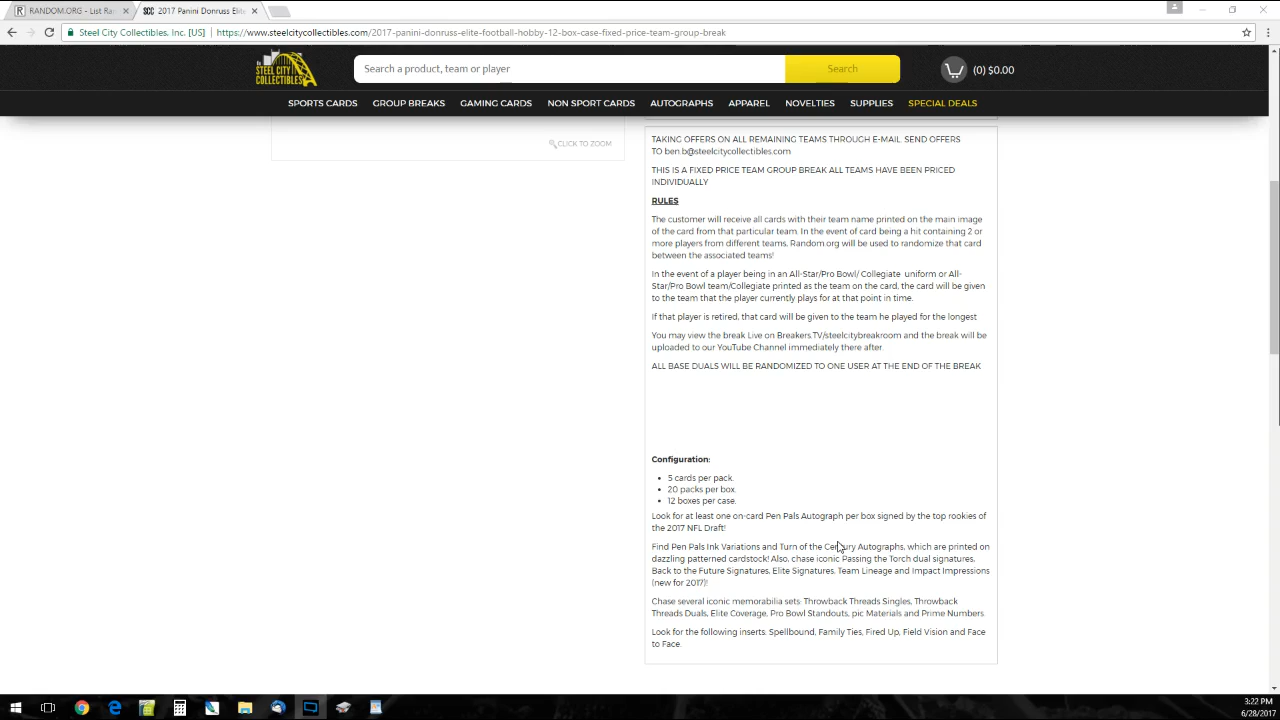 RANDOM.ORG - List Ra
2017 Panini Donruss Elite
Steel City Collectibles, Inc. [US]
https://www.steelcitycollectibles.com/2017-panini-donruss-elite-football-hobby-12-box-case-fixed-price-team-group-break
STEEL CITY
COLLECTIBLES
Search a product, team or player
Search
(0) $0.00
SPORTS CARDS GROUP BREAKS GAMING CARDS NON SPORT CARDS AUTOGRAPHS APPAREL NOVELTIES SUPPLIES SPECIAL DEALS
CLICK TO ZOOM
TAKING OFFERS ON ALL REMAINING TEAMS THROUGH E-MAIL. SEND OFFERS
TO ben.b@steelcitycollectibles.com
THIS IS A FIXED PRICE TEAM GROUP BREAK ALL TEAMS HAVE BEEN PRICED
INDIVIDUALLY
RULES
The customer will receive all cards with their team name printed on the main image
of the card from that particular team. In the event of card being a hit containing 2 or
more players from different teams, Random.org will be used to randomize that card
between the associated teams!
In the event of a player being in an All-Star/Pro Bowl/ Collegiate uniform or All-
Star/Pro Bowl team/Collegiate printed as the team on the card, the card will be given
to the team that the player currently plays for at that point in time.
If that player is retired, that card will be given to the team he played for the longest
You may view the break Live on Breakers.TV/steelcitybreakroom and the break will be
uploaded to our YouTube Channel immediately there after.
ALL BASE DUALS WILL BE RANDOMIZED TO ONE USER AT THE END OF THE BREAK
Configuration:
5 cards per pack.
20 packs per box.
12 boxes per case.
Look for at least one on-card Pen Pals Autograph per box signed by the top rookies of
the 2017 NFL Draft!
Find Pen Pals Ink Variations and Turn of the Century Autographs, which are printed on
dazzling patterned cardstock! Also, chase iconic Passing the Torch dual signatures,
Back to the Future Signatures, Elite Signatures, Team Lineage and Impact Impressions
(new for 2017)!
Chase several iconic memorabilia sets: Throwback Threads Singles, Throwback
Threads Duals, Elite Coverage, Pro Bowl Standouts, pic Materials and Prime Numbers
Look for the following inserts: Spellbound, Family Ties, Fired Up, Field Vision and Face
to Face.
3:22 PM
6/28/2017